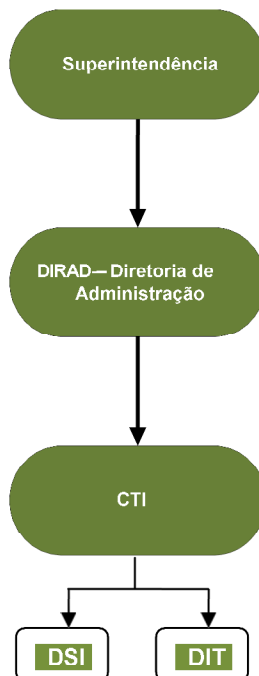 Superintendência
DIRAD—Diretoria de
Administração
CTI
DSI
DIT